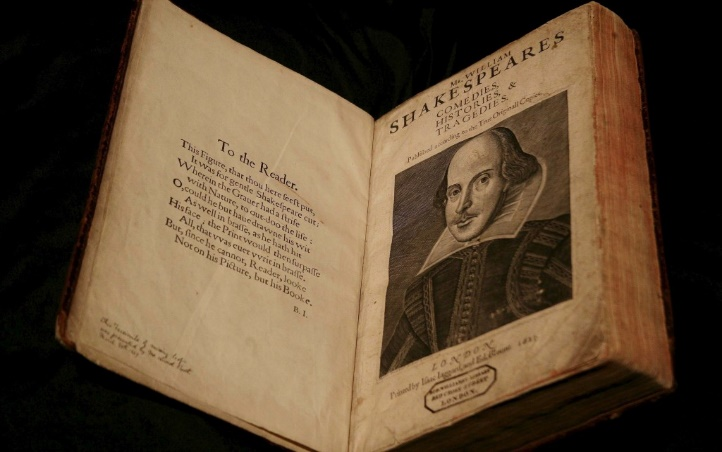 To the Reader.
This Figure, that thou here seest put,
It was for gentle Shakespeare cut;
Wherein the Grauer had a strife
with Nature, to out-doo the life :
O, could he but haue drawne his wit
As well in brasse, as he hath hit
His face ; the Print would then surpasse
All, that vvas euer vvrit in brasse.
But, since he cannot, Reader, looke
Not on his Picture, but his Booke.
B. I.
Mr. WILLIAM
SHAKESPEARES
COMEDIES,
HISTORIES, &
TRAGEDIES.
Published according to the True Originall Copies.
LONDON
Printed by Isaac Iaggard, and Ed. Blount. 1623
STREET
LONDON.